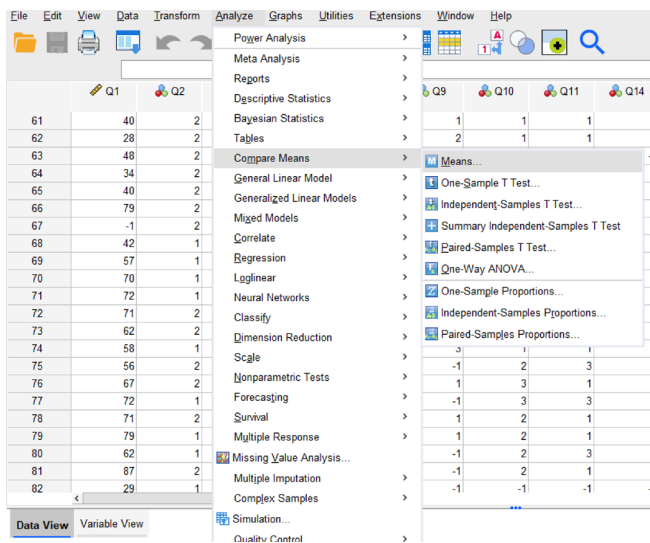 File Edit View Data Transform Analyze Graphs Utilities Extensions Window Help
Power Analysis
Meta Analysis
Reports
Descriptive Statistics
Bayesian Statistics
Tables
Compare Means
General Linear Model
Generalized Linear Models
Mixed Models
Correlate
Regression
Loglinear
Neural Networks
Classify
Dimension Reduction
Scale
Nonparametric Tests
Forecasting
Survival
Multiple Response
Missing Value Analysis...
Multiple Imputation
Complex Samples
Simulation...
Quality Control
Means...
One-Sample T Test...
Independent-Samples T Test...
Summary Independent-Samples T Test
Paired-Samples T Test...
One-Way ANOVA...
One-Sample Proportions...
Independent-Samples Proportions...
Paired-Samples Proportions...
Q1 Q2 Q9 Q10 Q11 Q14
61 40 2 1 1 1
62 28 2 2 1 1
63 48 2
64 34 2
65 40 2
66 79 2
67 -1 2
68 42 1
69 57 1
70 70 1
71 72 1
72 71 2
73 62 2
74 58 1 3 1 1
75 56 2 -1 2 3
76 67 2 1 3 1
77 72 1 -1 3 3
78 71 2 1 2 1
79 79 1 1 2 1
80 62 1 -1 2 3
81 87 2 -1 2 1
82 29 1 -1 -1 -1
Data View Variable View